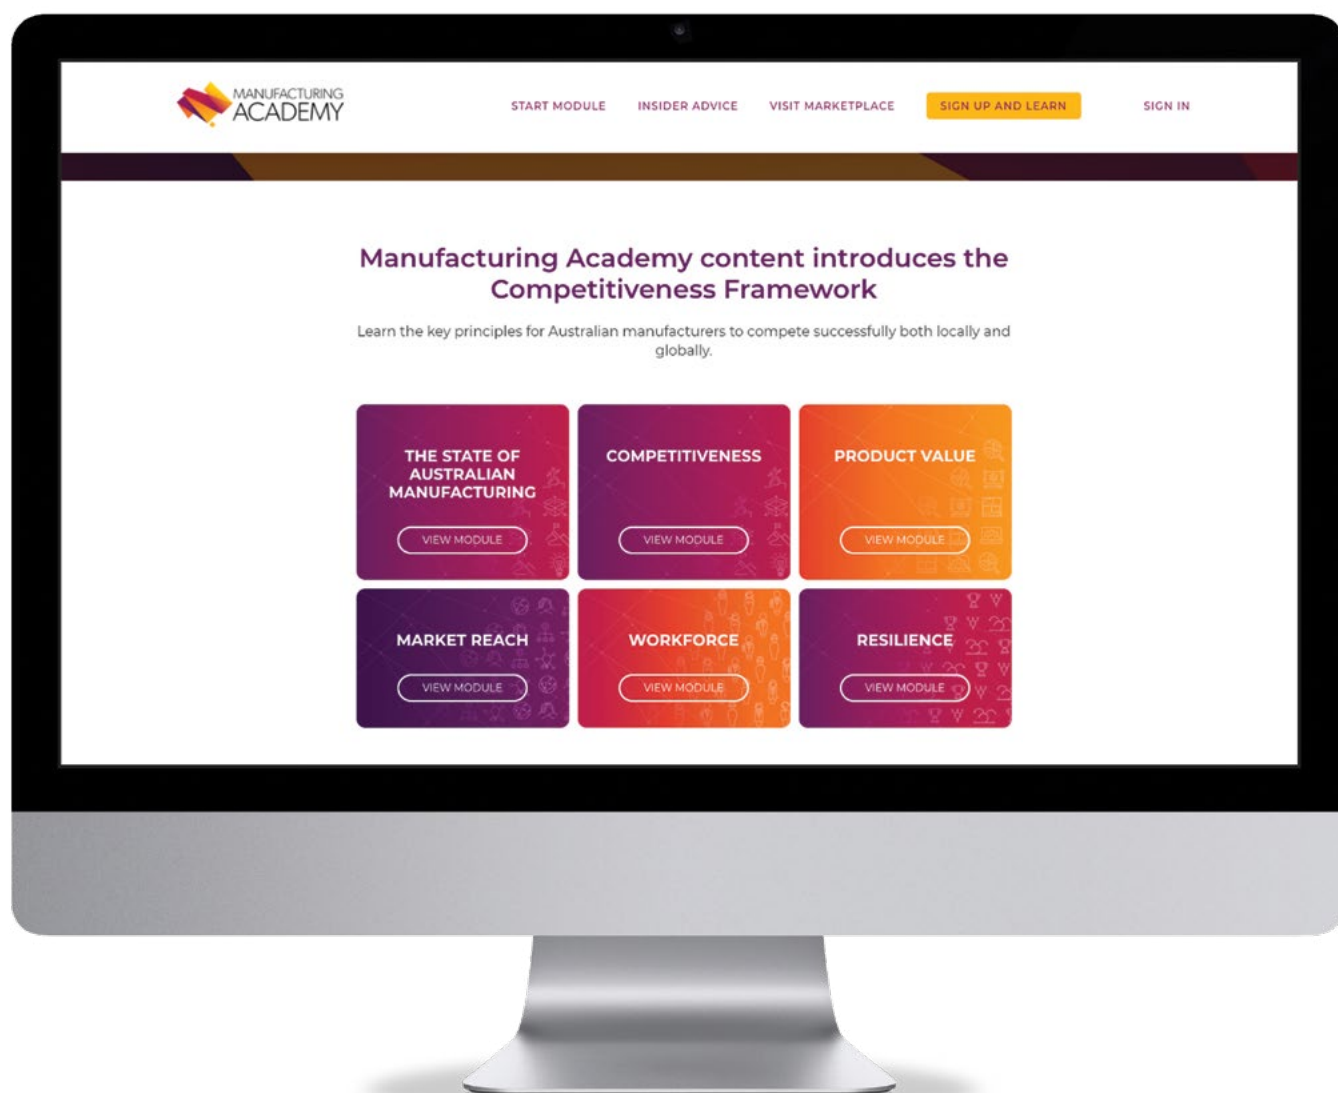 MANUFACTURING
ACADEMY
START MODULE
INSIDER ADVICE
VISIT MARKETPLACE
SIGN UP AND LEARN
SIGN IN
Manufacturing Academy content introduces the
Competitiveness Framework
Learn the key principles for Australian manufacturers to compete successfully both locally and
globally.
THE STATE OF
AUSTRALIAN
MANUFACTURING
VIEW MODULE
COMPETITIVENESS
VIEW MODULE
PRODUCT VALUE
VIEW MODULE
MARKET REACH
VIEW MODULE
WORKFORCE
VIEW MODULE
RESILIENCE
VIEW MODULE